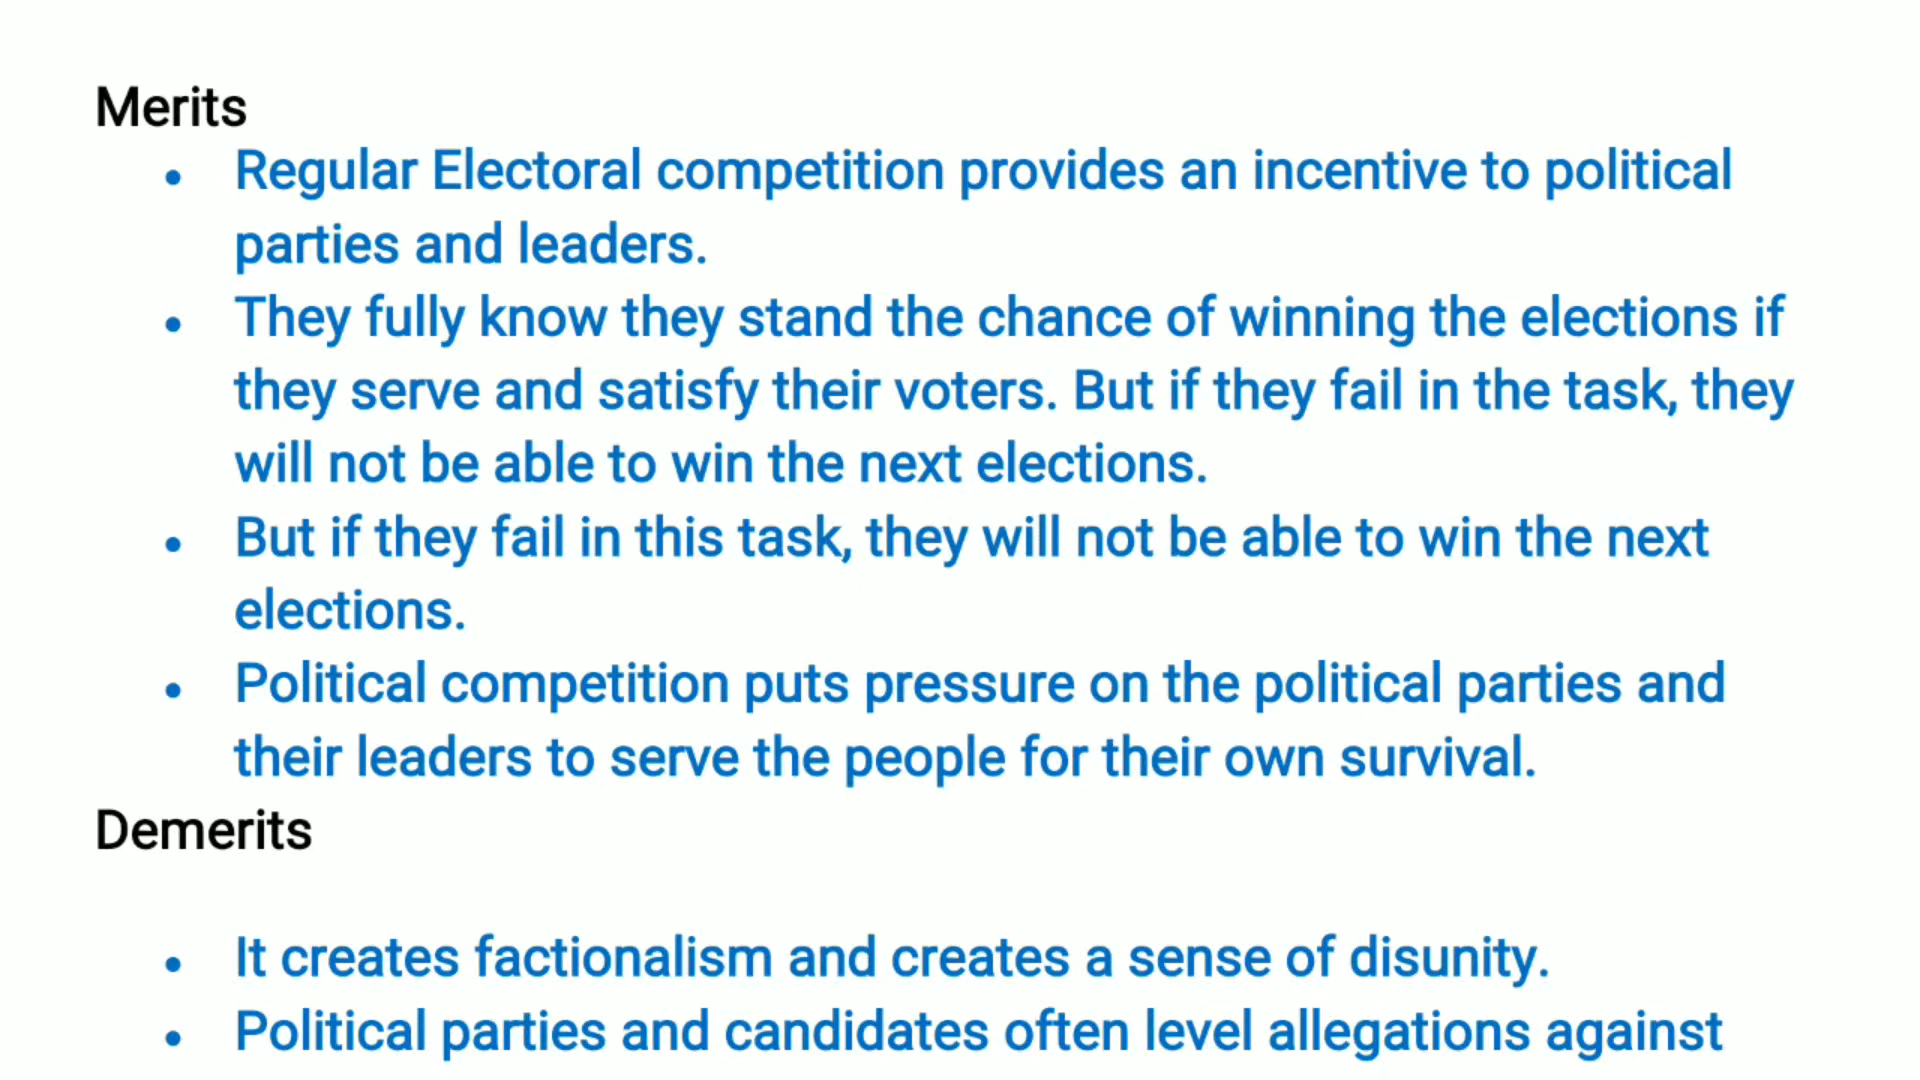 Merits
• Regular Electoral competition provides an incentive to political
parties and leaders.
• They fully know they stand the chance of winning the elections if
they serve and satisfy their voters. But if they fail in the task, they
will not be able to win the next elections.
• But if they fail in this task, they will not be able to win the next
elections.
• Political competition puts pressure on the political parties and
their leaders to serve the people for their own survival.
Demerits
• It creates factionalism and creates a sense of disunity.
• Political parties and candidates often level allegations against